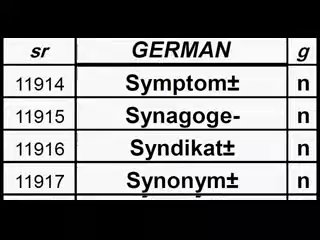 sr GERMAN g
11914 Symptom± n
11915 Synagoge- n
11916 Syndikat± n
11917 Synonym± n